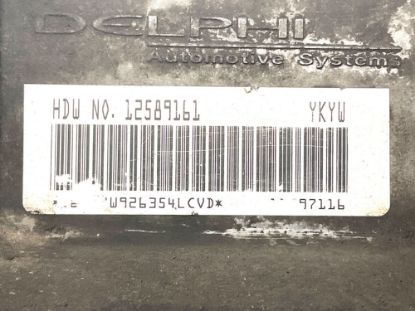 DELPHI
Automotive Systems
HDW NO. 12589161 YKYW
W926354LCVD* 97116